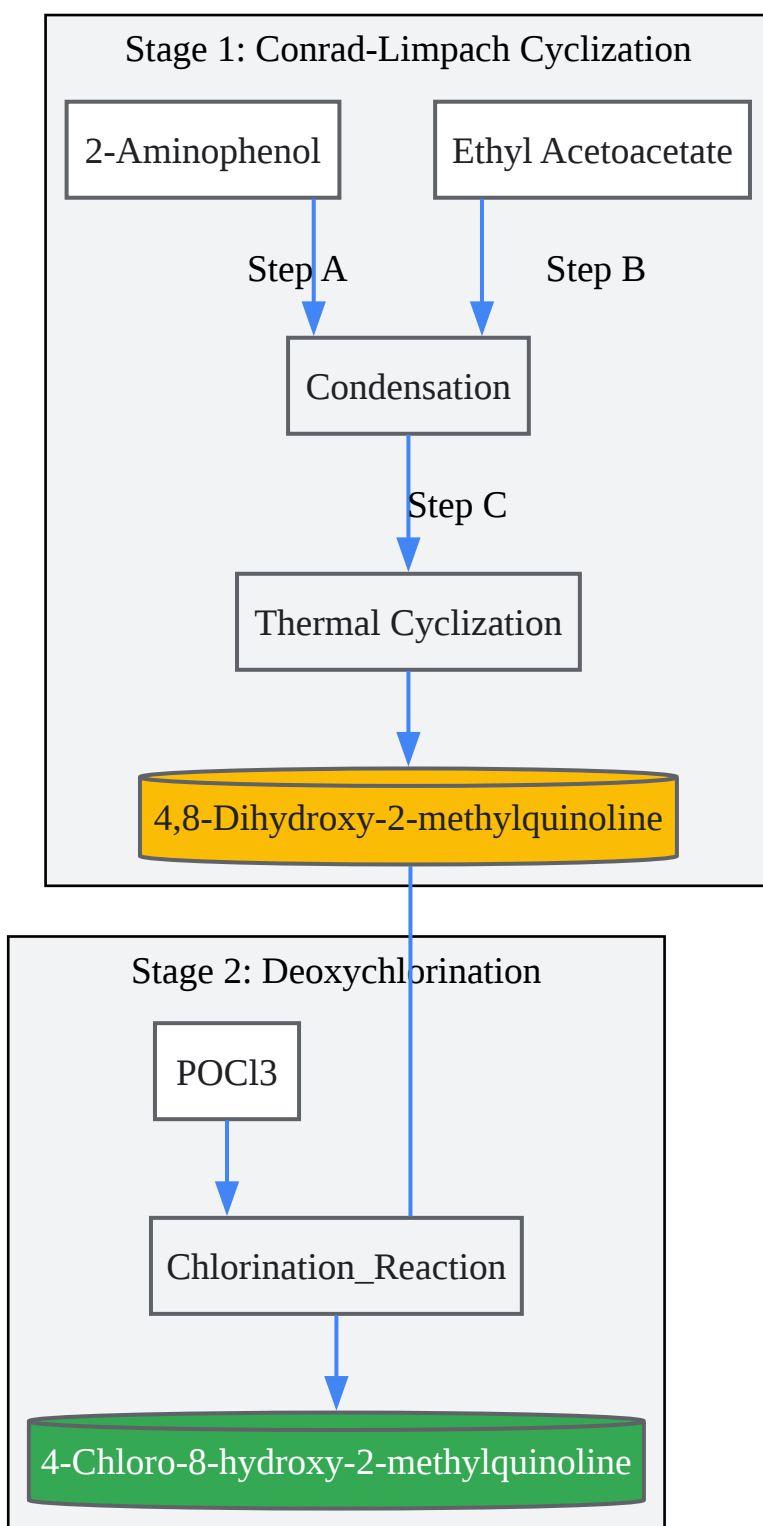 Stage 1: Conrad-Limpach Cyclization
2-Aminophenol
Ethyl Acetoacetate
Step A
Step B
Condensation
Step C
Thermal Cyclization
4,8-Dihydroxy-2-methylquinoline
Stage 2: Deoxychlorination
POCl3
Chlorination_Reaction
4-Chloro-8-hydroxy-2-methylquinoline